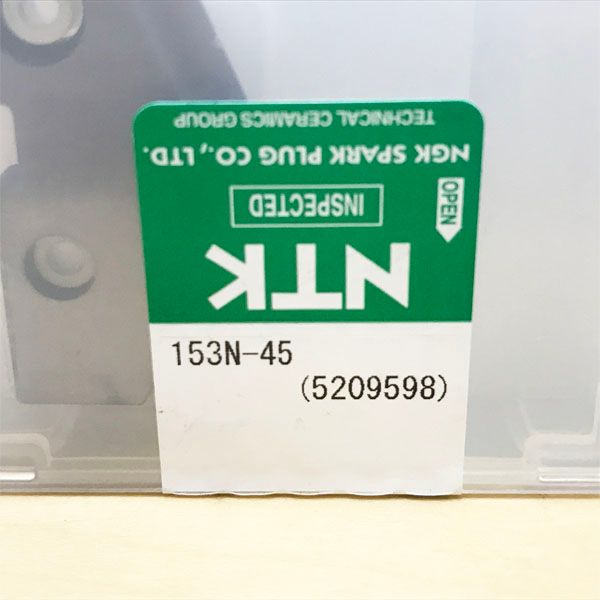 TECHNICAL CERAMICS GROUP
NGK SPARK PLUG CO., LTD.
OPEN
INSPECTED
NTK
153N-45
(5209598)